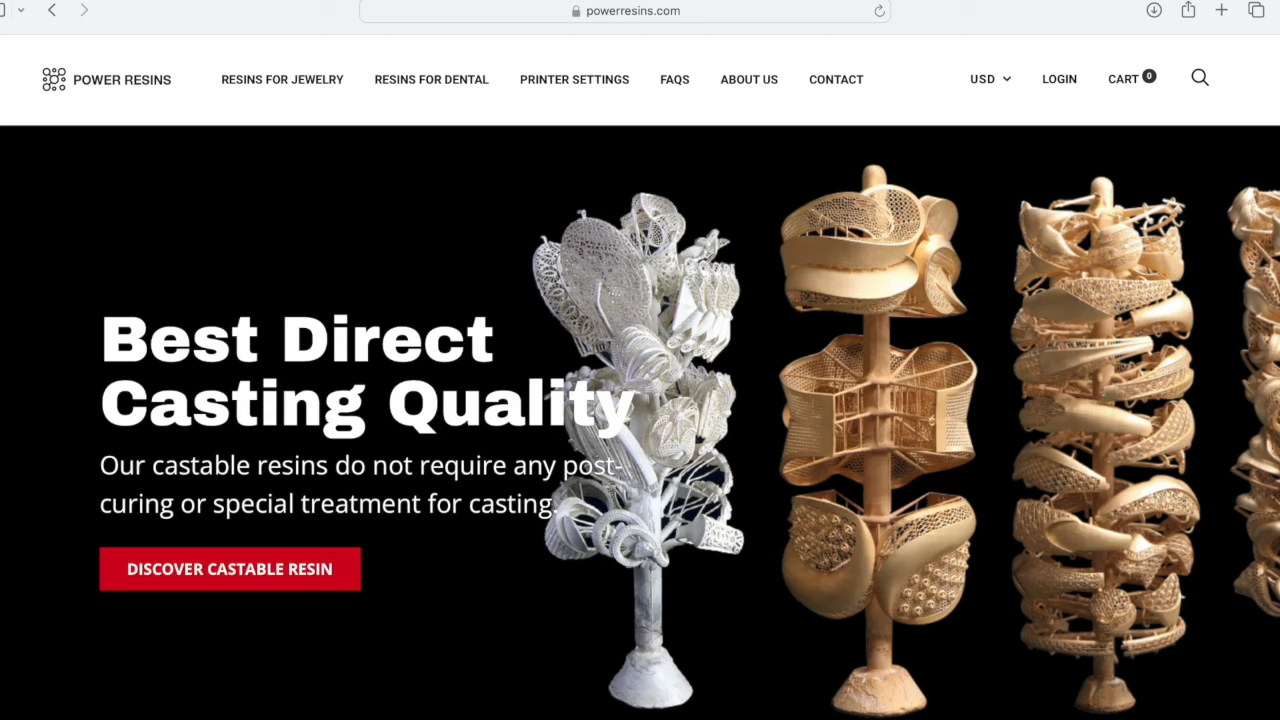 powerresins.com
POWER RESINS
RESINS FOR JEWELRY
RESINS FOR DENTAL
PRINTER SETTINGS
FAQS
ABOUT US
CONTACT
USD
LOGIN
CART 0
Best Direct
Casting Quality
Our castable resins do not require any post-
curing or special treatment for casting.
DISCOVER CASTABLE RESIN